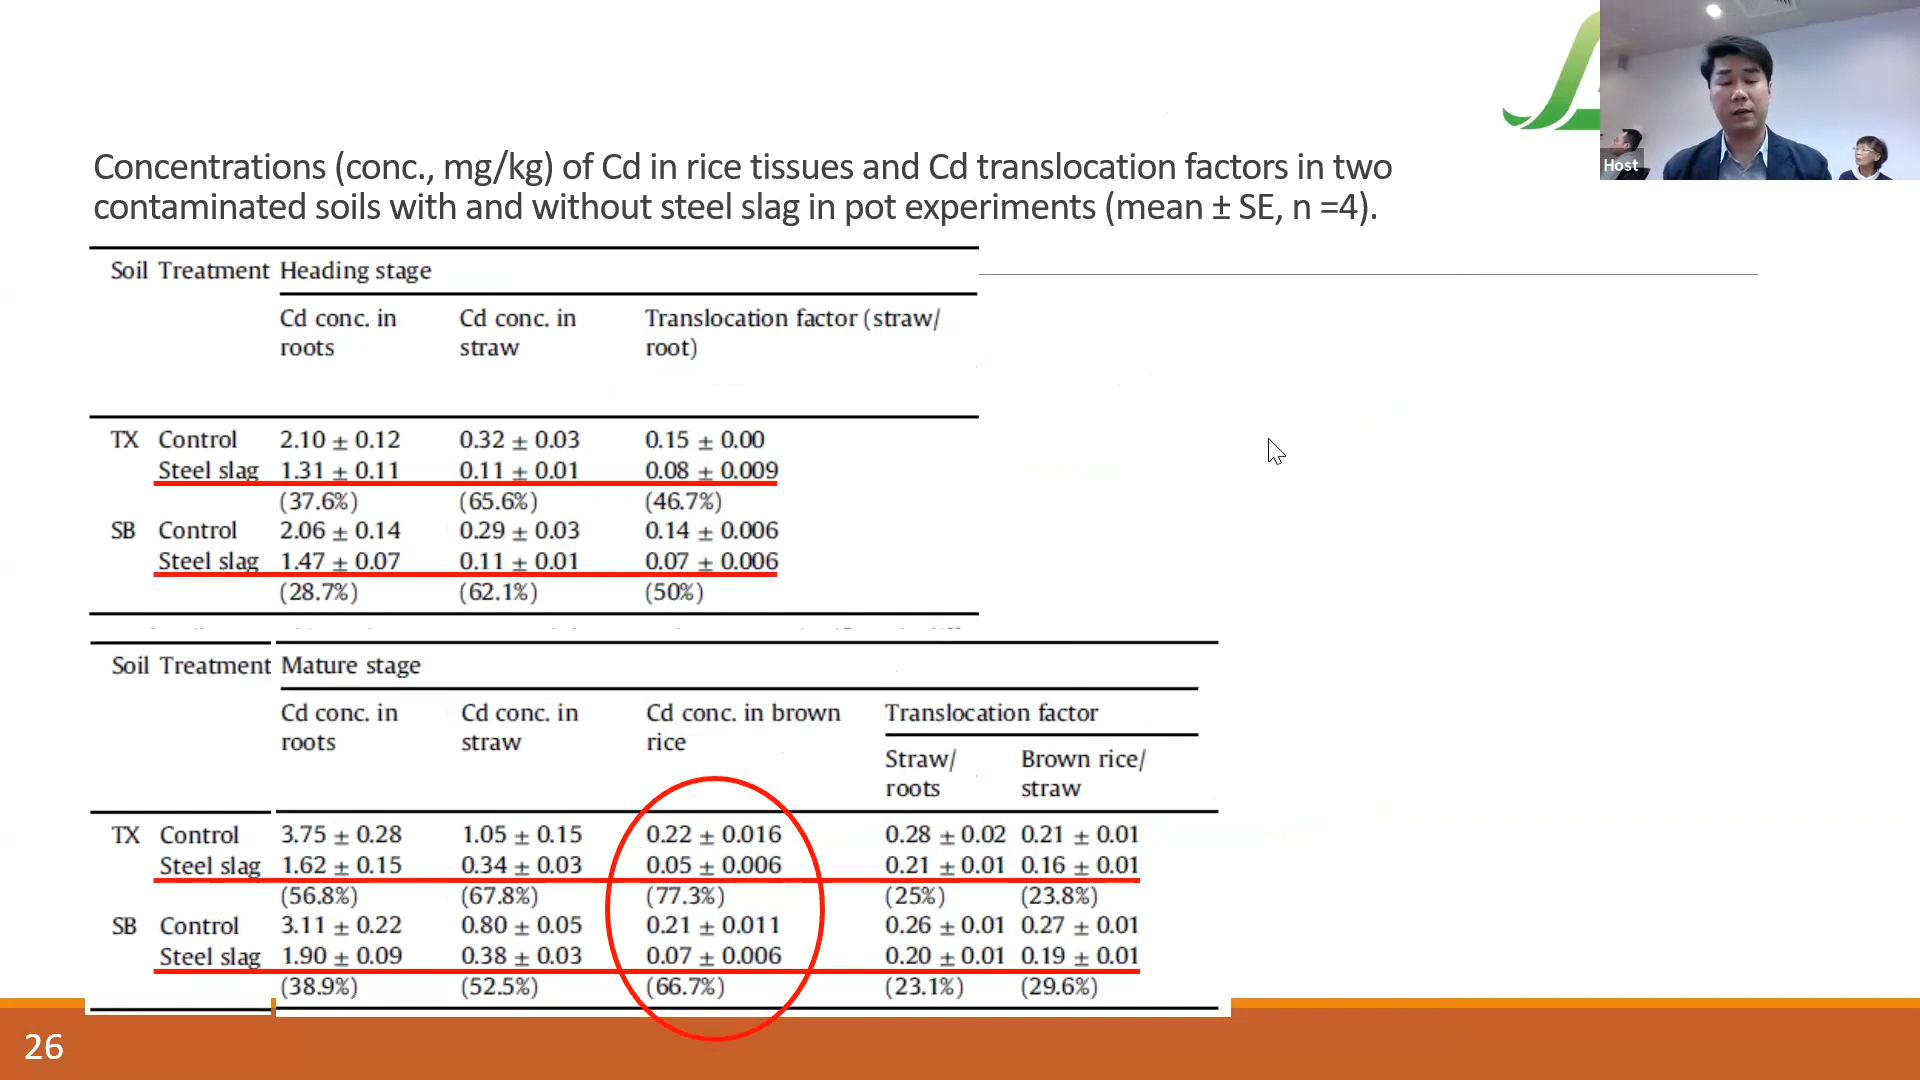 Host
Concentrations (conc., mg/kg) of Cd in rice tissues and Cd translocation factors in two
contaminated soils with and without steel slag in pot experiments (mean ± SE, n =4).
Soil Treatment Heading stage
Cd conc. in Cd conc. in Translocation factor (straw/
roots straw root)
TX Control 2.10 ± 0.12 0.32 ± 0.03 0.15 ± 0.00
Steel slag 1.31 ± 0.11 0.11 ± 0.01 0.08 ± 0.009
(37.6%) (65.6%) (46.7%)
SB Control 2.06 ± 0.14 0.29 ± 0.03 0.14 ± 0.006
Steel slag 1.47 ± 0.07 0.11 ± 0.01 0.07 ± 0.006
(28.7%) (62.1%) (50%)
Soil Treatment Mature stage
Cd conc. in Cd conc. in Cd conc. in brown Translocation factor
roots straw rice
Straw/ Brown rice/
roots straw
TX Control 3.75 ± 0.28 1.05 ± 0.15 0.22 ± 0.016 0.28 ± 0.02 0.21 ± 0.01
Steel slag 1.62 ± 0.15 0.34 ± 0.03 0.05 ± 0.006 0.21 ± 0.01 0.16 ± 0.01
(56.8%) (67.8%) (77.3%) (25%) (23.8%)
SB Control 3.11 ± 0.22 0.80 ± 0.05 0.21 ± 0.011 0.26 ± 0.01 0.27 ± 0.01
Steel slag 1.90 ± 0.09 0.38 ± 0.03 0.07 ± 0.006 0.20 ± 0.01 0.19 ± 0.01
(38.9%) (52.5%) (66.7%) (23.1%) (29.6%)
26